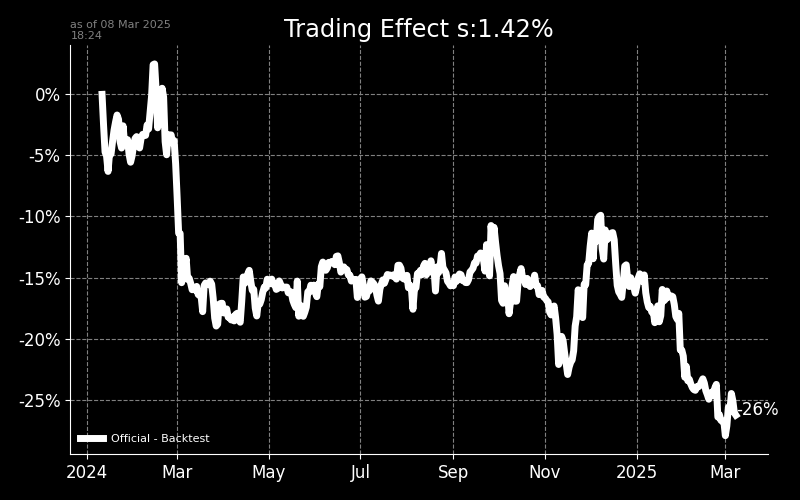 as of 08 Mar 2025
18:24
Trading Effect s:1.42%
0%
-5%
-10%
-15%
-20%
-25%
-26%
Official - Backtest
2024 Mar May Jul Sep Nov 2025 Mar